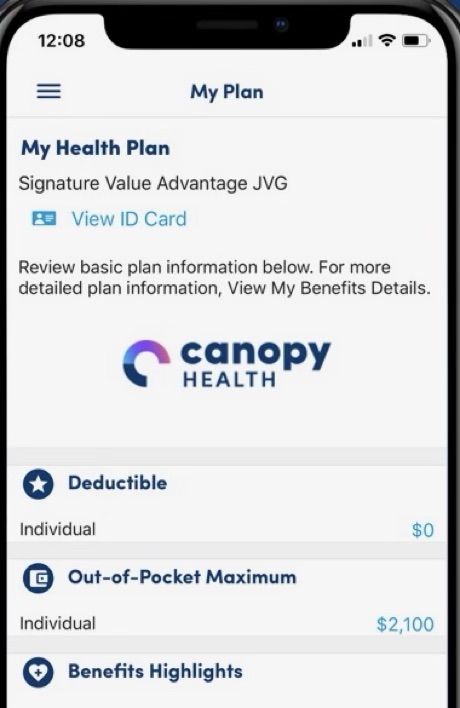 12:08
My Plan
My Health Plan
Signature Value Advantage JVG
View ID Card
Review basic plan information below. For more
detailed plan information, View My Benefits Details.
canopy
HEALTH
Deductible
Individual $0
Out-of-Pocket Maximum
Individual $2,100
Benefits Highlights